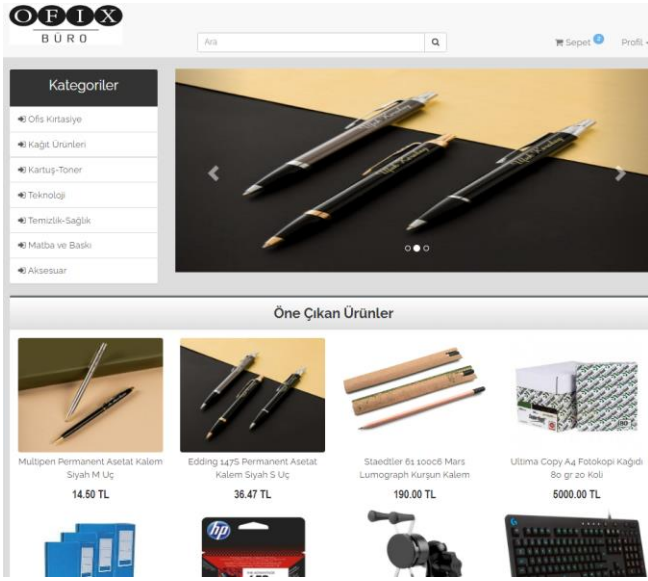 OFIX
BÜRO
Ara
Sepet 2
Profil
Kategoriler
Ofis Kırtasiye
Kağıt Ürünleri
Kartuş-Toner
Teknoloji
Temizlik-Sağlık
Matba ve Baskı
Aksesuar
Öne Çıkan Ürünler
Multipen Permanent Asetat Kalem
Siyah M Uç
14.50 TL
Edding 147S Permanent Asetat
Kalem Siyah S Uç
36.47 TL
Staedtler 61 100c6 Mars
Lumograph Kurşun Kalem
190.00 TL
Ultima Copy A4 Fotokopi Kağıdı
80 gr 20 Koli
5000.00 TL
hp